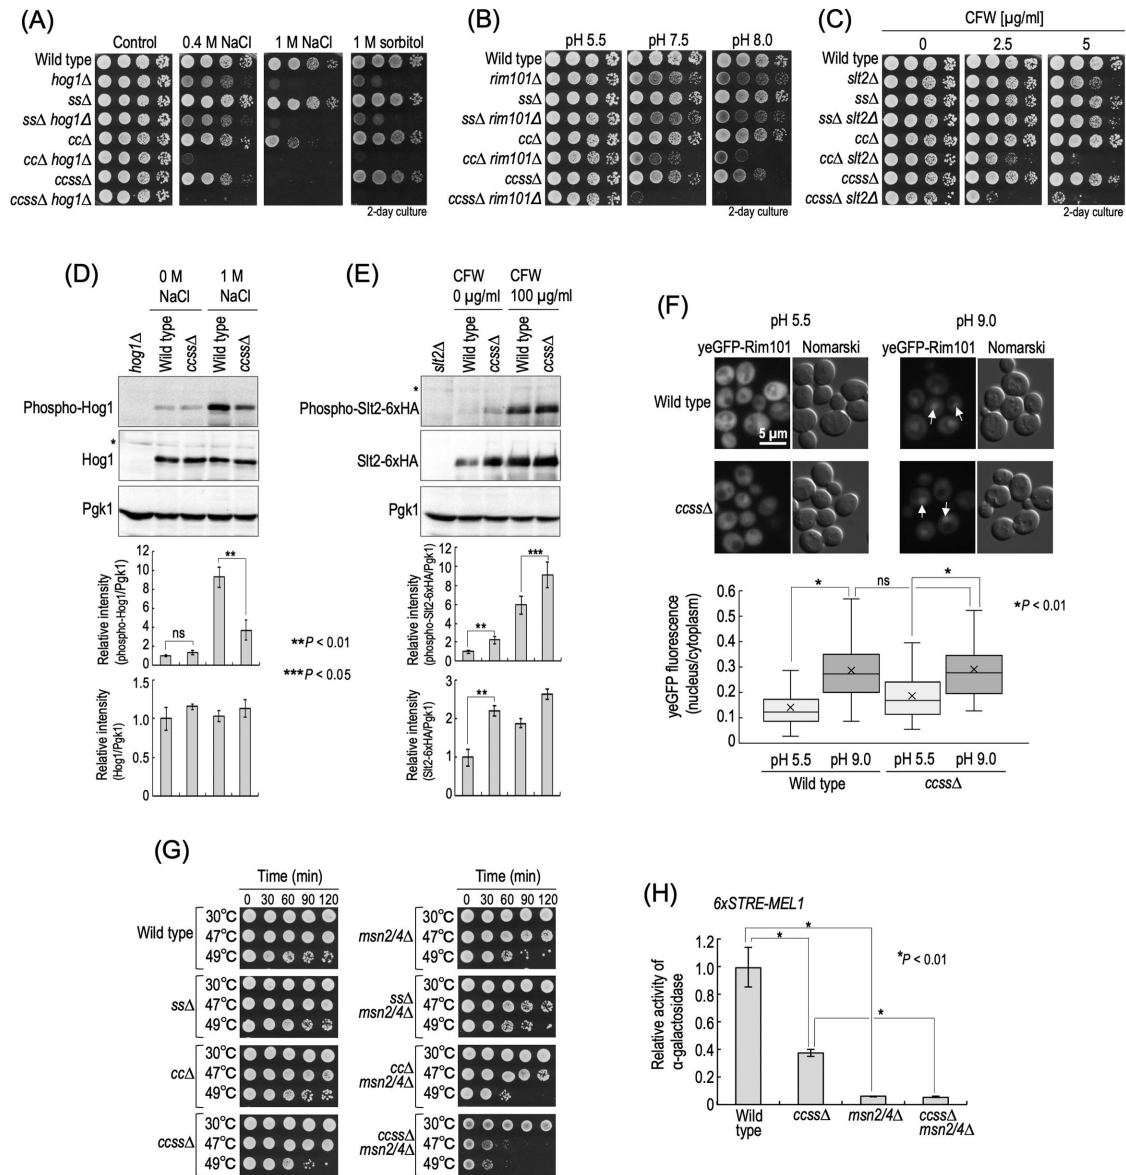 (A)
Control 0.4 M NaCl 1 M NaCl 1 M sorbitol
Wild type
hog1Δ
ssΔ
ssΔ hog1Δ
ccΔ
ccΔ hog1Δ
ccssΔ
ccssΔ hog1Δ
2-day culture
(B)
pH 5.5 pH 7.5 pH 8.0
Wild type
rim101Δ
ssΔ
ssΔ rim101Δ
ccΔ
ccΔ rim101Δ
ccssΔ
ccssΔ rim101Δ
2-day culture
(C)
CFW [µg/ml]
0 2.5 5
Wild type
slt2Δ
ssΔ
ssΔ slt2Δ
ccΔ
ccΔ slt2Δ
ccssΔ
ccssΔ slt2Δ
2-day culture
(D)
0 M NaCl 1 M NaCl
hog1Δ Wild type ccssΔ Wild type ccssΔ
Phospho-Hog1
*
Hog1
Pgk1
Relative intensity
(phospho-Hog1/Pgk1)
12
10
8
6
4
2
0
ns
**
**P < 0.01
***P < 0.05
Relative intensity
(Hog1/Pgk1)
1.5
1.0
0.5
0
(E)
CFW 0 µg/ml CFW 100 µg/ml
slt2Δ Wild type ccssΔ Wild type ccssΔ
*
Phospho-Slt2-6xHA
Slt2-6xHA
Pgk1
Relative intensity
(phospho-Slt2-6xHA/Pgk1)
12
10
8
6
4
2
0
**
***
Relative intensity
(Slt2-6xHA/Pgk1)
3
2
1
0
**
(F)
pH 5.5 pH 9.0
yeGFP-Rim101 Nomarski yeGFP-Rim101 Nomarski
Wild type
5 µm
ccssΔ
yeGFP fluorescence
(nucleus/cytoplasm)
0.6
0.5
0.4
0.3
0.2
0.1
0
* ns *
*P < 0.01
pH 5.5 pH 9.0 pH 5.5 pH 9.0
Wild type ccssΔ
(G)
Time (min) Time (min)
0 30 60 90 120 0 30 60 90 120
Wild type
30°C
47°C
49°C
ssΔ
30°C
47°C
49°C
ccΔ
30°C
47°C
49°C
ccssΔ
30°C
47°C
49°C
msn2/4Δ
30°C
47°C
49°C
ssΔ
msn2/4Δ
30°C
47°C
49°C
ccΔ
msn2/4Δ
30°C
47°C
49°C
ccssΔ
msn2/4Δ
30°C
47°C
49°C
(H)
6xSTRE-MEL1
Relative activity of
α-galactosidase
1.2
1.0
0.8
0.6
0.4
0.2
0
*
*
*
*P < 0.01
Wild type
ccssΔ
msn2/4Δ
ccssΔ
msn2/4Δ